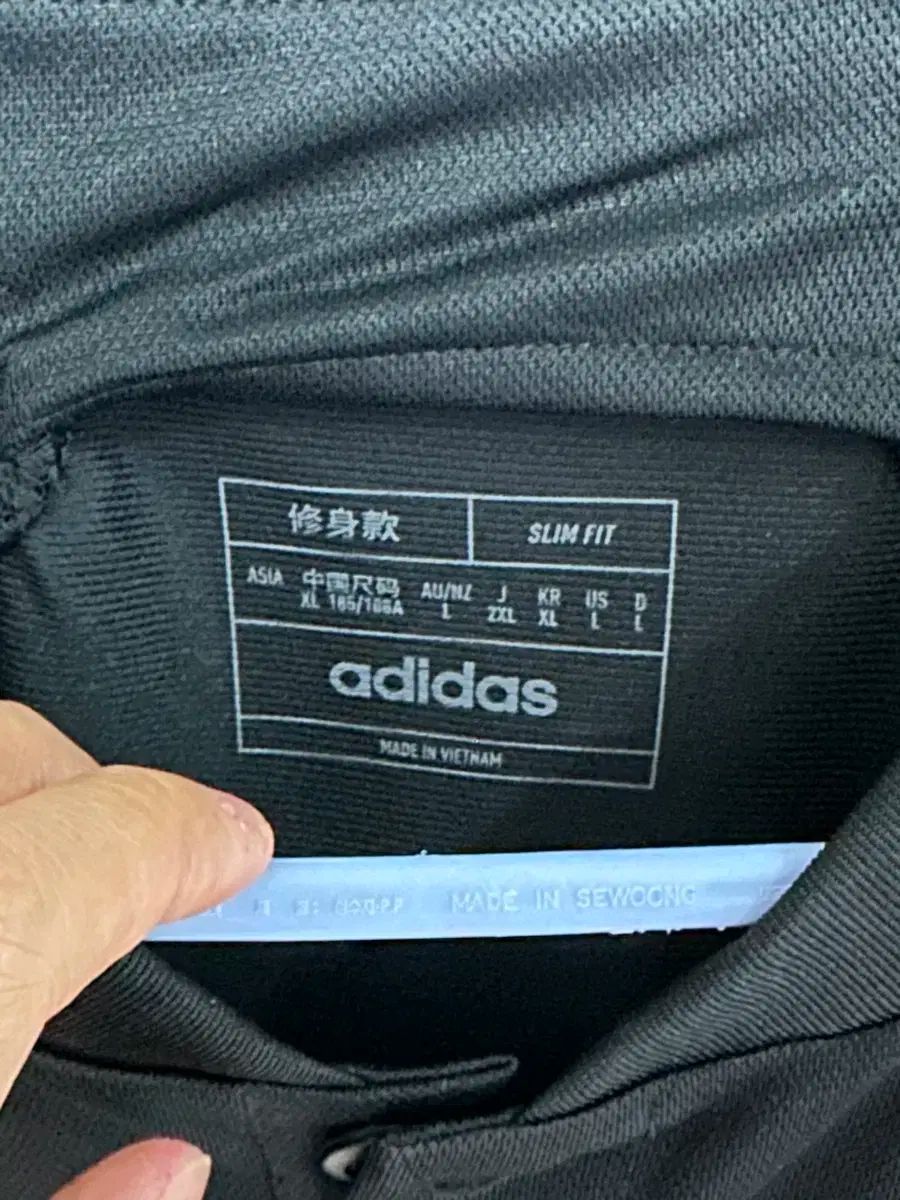 修身款 SLIM FIT
ASIA 中国尺码 AU/NZ J KR US D
XL 185/108A L 2XL XL L L
adidas
MADE IN VIETNAM
MADE IN SEWOONG